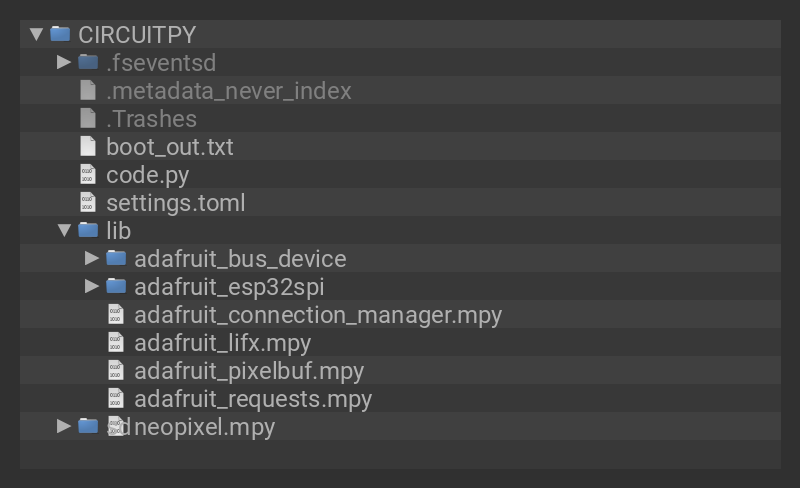 CIRCUITPY
.fseventsd
.metadata_never_index
.Trashes
boot_out.txt
code.py
settings.toml
lib
adafruit_bus_device
adafruit_esp32spi
adafruit_connection_manager.mpy
adafruit_lifx.mpy
adafruit_pixelbuf.mpy
adafruit_requests.mpy
sd
neopixel.mpy